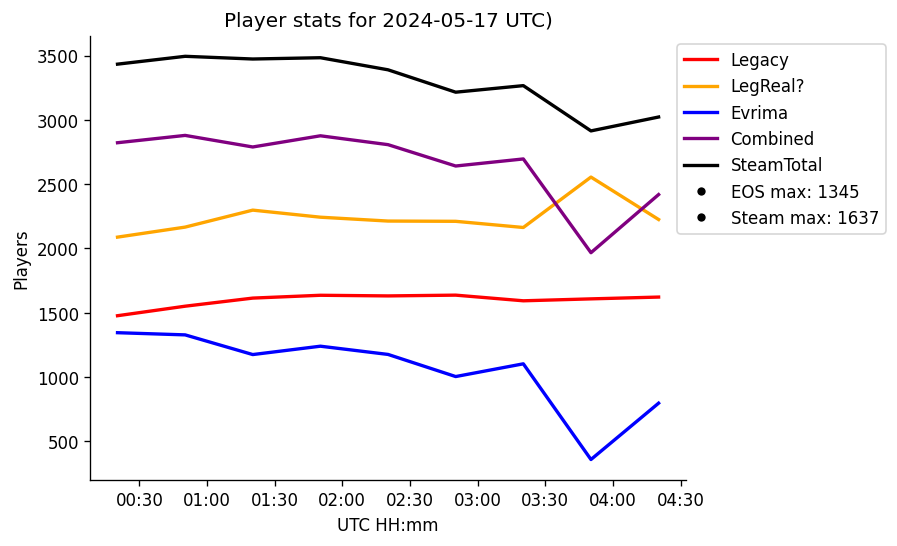 Player stats for 2024-05-17 UTC)
Players
3500
3000
2500
2000
1500
1000
500
00:30 01:00 01:30 02:00 02:30 03:00 03:30 04:00 04:30
UTC HH:mm
Legacy
LegReal?
Evrima
Combined
SteamTotal
EOS max: 1345
Steam max: 1637